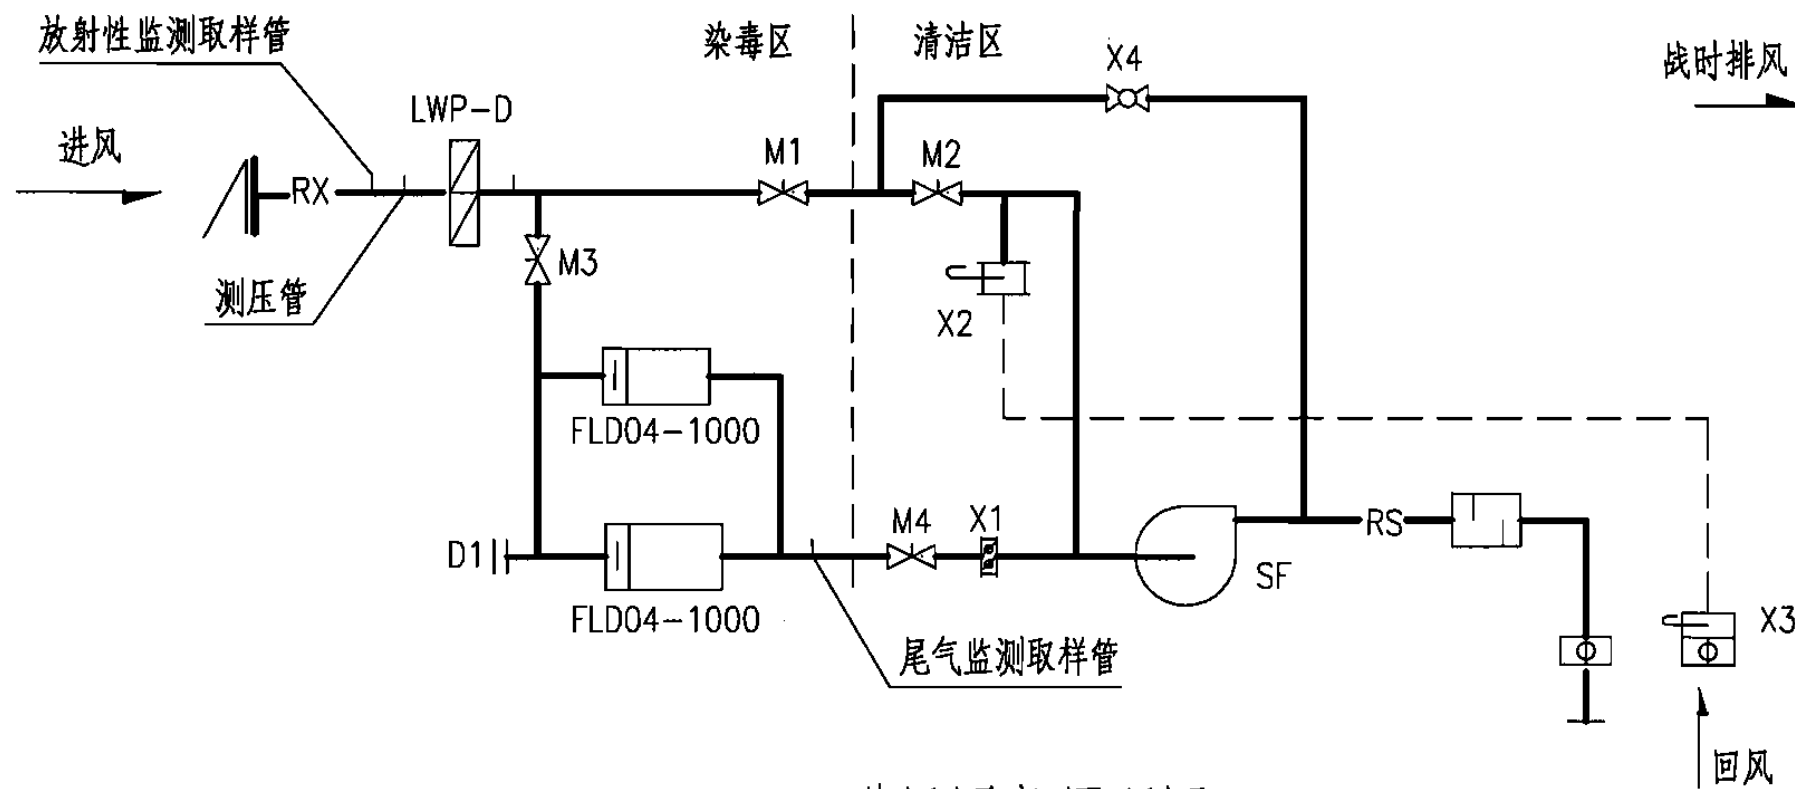 放射性监测取样管
染毒区
清洁区
X4
战时排风
LWP-D
进风
M1
M2
RX
M3
测压管
X2
FLD04-1000
M4
X1
RS
D1
SF
FLD04-1000
X3
尾气监测取样管
回风